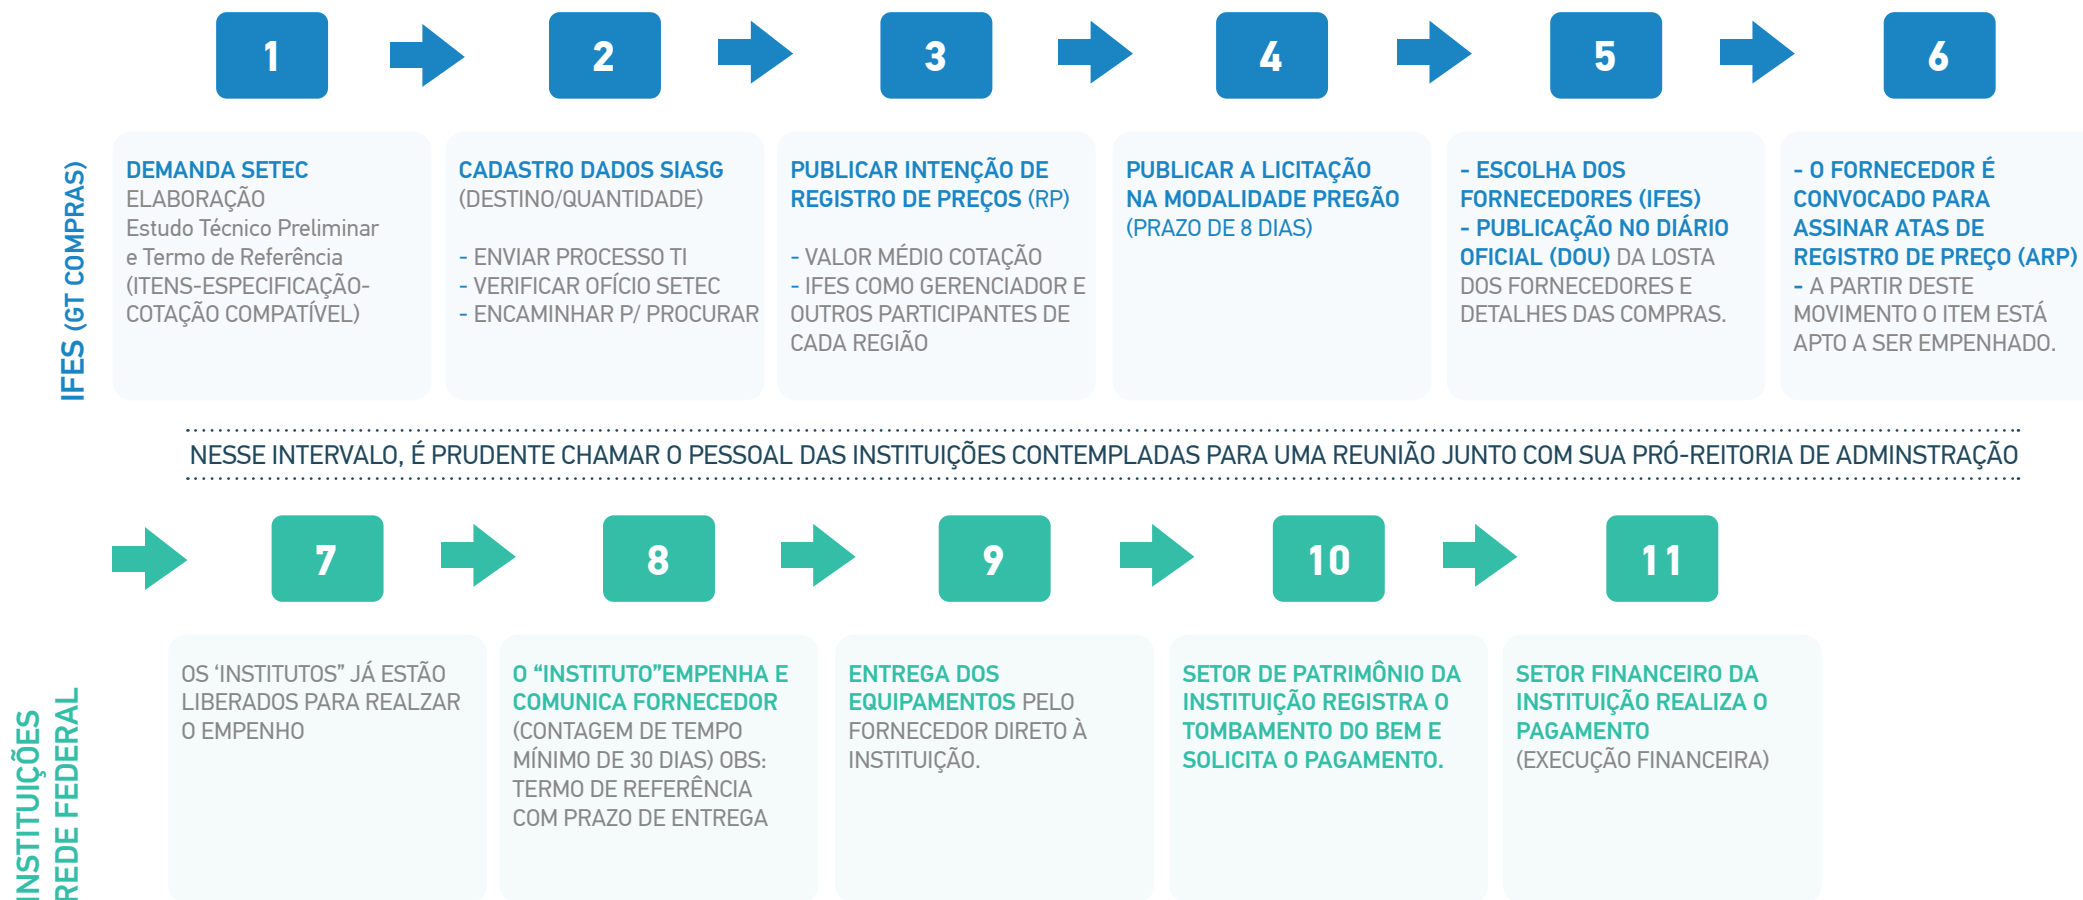 IFES (GT COMPRAS)
1
DEMANDA SETEC
ELABORAÇÃO
Estudo Técnico Preliminar
e Termo de Referência
(ITENS-ESPECIFICAÇÃO-
COTAÇÃO COMPATÍVEL)
2
CADASTRO DADOS SIASG
(DESTINO/QUANTIDADE)
- ENVIAR PROCESSO TI
- VERIFICAR OFÍCIO SETEC
- ENCAMINHAR P/ PROCURAR
3
PUBLICAR INTENÇÃO DE
REGISTRO DE PREÇOS (RP)
- VALOR MÉDIO COTAÇÃO
- IFES COMO GERENCIADOR E
OUTROS PARTICIPANTES DE
CADA REGIÃO
4
PUBLICAR A LICITAÇÃO
NA MODALIDADE PREGÃO
(PRAZO DE 8 DIAS)
5
- ESCOLHA DOS
FORNECEDORES (IFES)
- PUBLICAÇÃO NO DIÁRIO
OFICIAL (DOU) DA LOSTA
DOS FORNECEDORES E
DETALHES DAS COMPRAS.
6
- O FORNECEDOR É
CONVOCADO PARA
ASSINAR ATAS DE
REGISTRO DE PREÇO (ARP)
- A PARTIR DESTE
MOVIMENTO O ITEM ESTÁ
APTO A SER EMPENHADO.
NESSE INTERVALO, É PRUDENTE CHAMAR O PESSOAL DAS INSTITUIÇÕES CONTEMPLADAS PARA UMA REUNIÃO JUNTO COM SUA PRÓ-REITORIA DE ADMINSTRAÇÃO
INSTITUIÇÕES
REDE FEDERAL
7
OS ‘INSTITUTOS” JÁ ESTÃO
LIBERADOS PARA REALZAR
O EMPENHO
8
O “INSTITUTO”EMPENHA E
COMUNICA FORNECEDOR
(CONTAGEM DE TEMPO
MÍNIMO DE 30 DIAS) OBS:
TERMO DE REFERÊNCIA
COM PRAZO DE ENTREGA
9
ENTREGA DOS
EQUIPAMENTOS PELO
FORNECEDOR DIRETO À
INSTITUIÇÃO.
10
SETOR DE PATRIMÔNIO DA
INSTITUIÇÃO REGISTRA O
TOMBAMENTO DO BEM E
SOLICITA O PAGAMENTO.
11
SETOR FINANCEIRO DA
INSTITUIÇÃO REALIZA O
PAGAMENTO
(EXECUÇÃO FINANCEIRA)